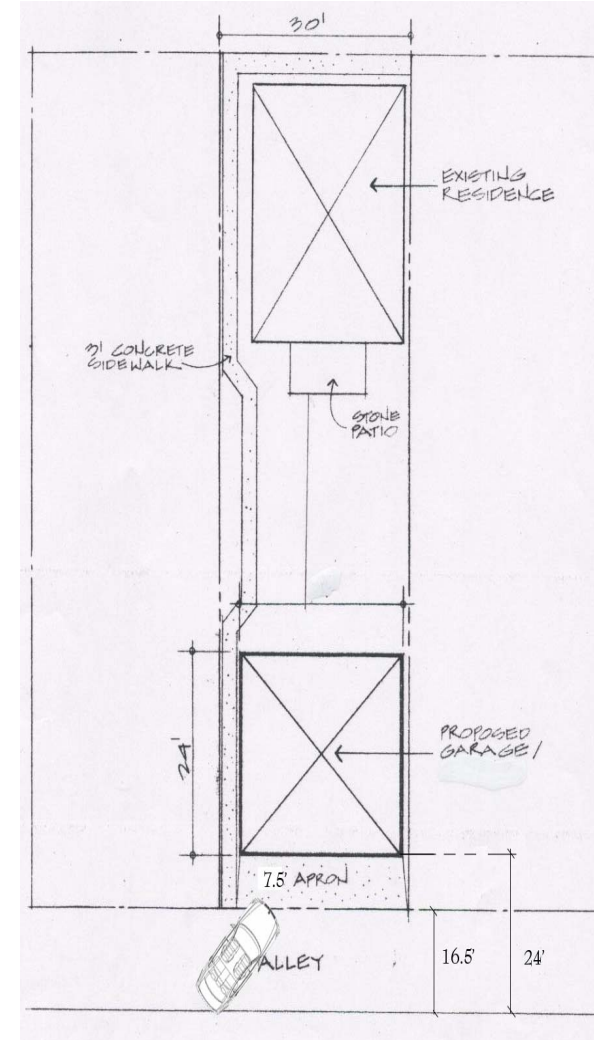 30'
EXISTING
RESIDENCE
3' CONCRETE
SIDEWALK
STONE
PATIO
24'
PROPOSED
GARAGE/
7.5' APRON
ALLEY
16.5'
24'